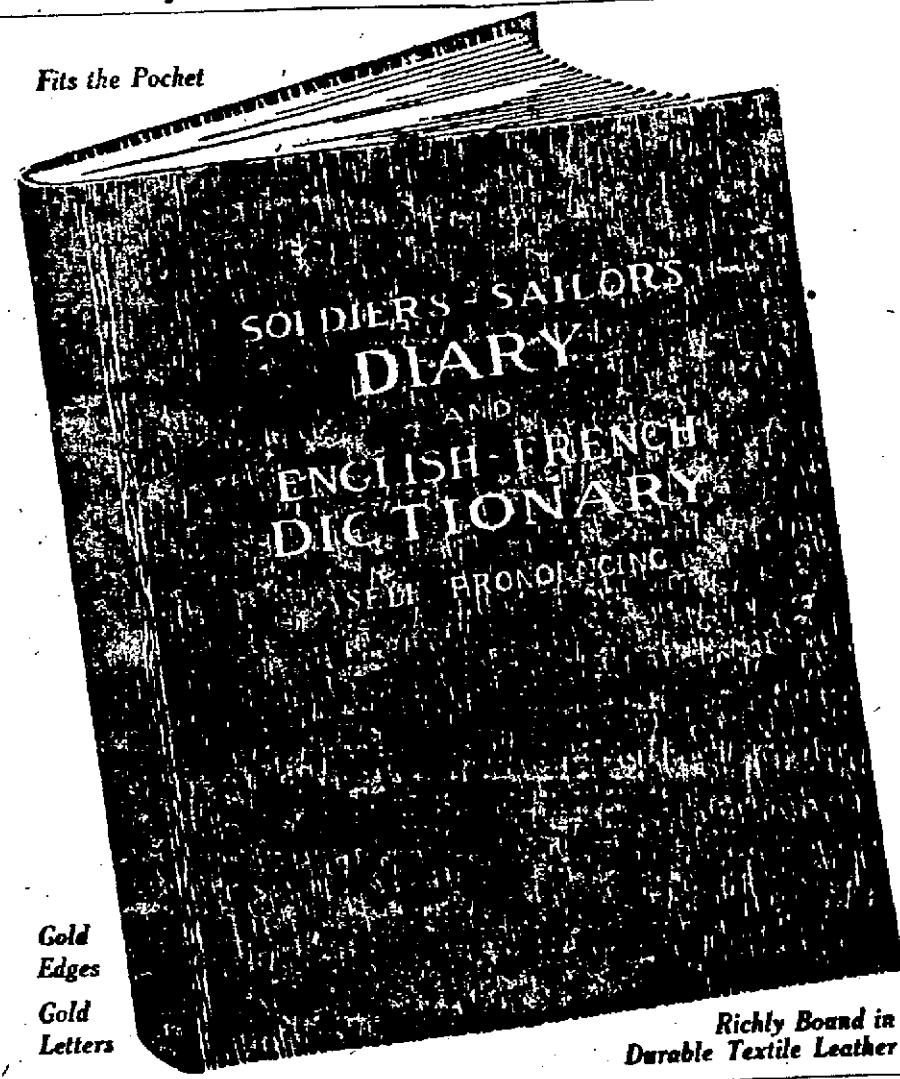 Fits the Pocket
SOLDIERS - SAILORS
DIARY
AND
ENGLISH - FRENCH
DICTIONARY
SELF PRONOUNCING
Gold
Edges
Gold
Letters
Richly Bound in
Durable Textile Leather